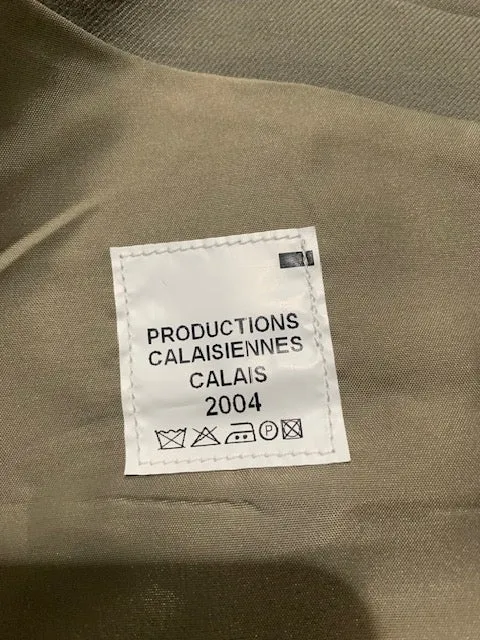 PRODUCTIONS
CALAISIENNES
CALAIS
2004
P